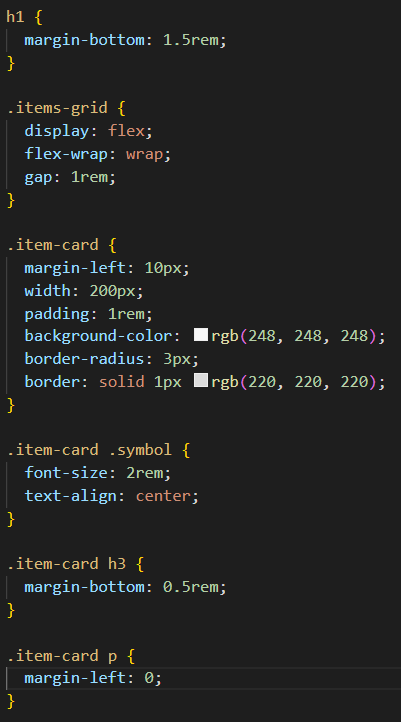 h1 {
  margin-bottom: 1.5rem;
}

.items-grid {
  display: flex;
  flex-wrap: wrap;
  gap: 1rem;
}

.item-card {
  margin-left: 10px;
  width: 200px;
  padding: 1rem;
  background-color: rgb(248, 248, 248);
  border-radius: 3px;
  border: solid 1px rgb(220, 220, 220);
}

.item-card .symbol {
  font-size: 2rem;
  text-align: center;
}

.item-card h3 {
  margin-bottom: 0.5rem;
}

.item-card p {
  margin-left: 0;
}